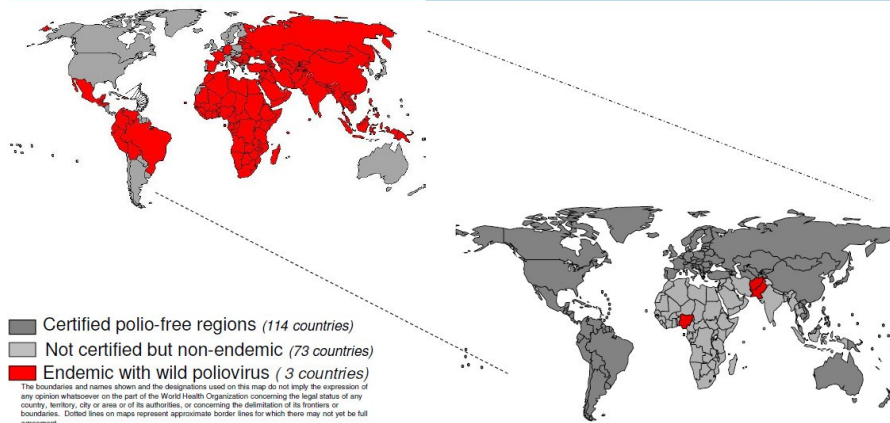 Certified polio-free regions (114 countries)
Not certified but non-endemic (73 countries)
Endemic with wild poliovirus ( 3 countries)
The boundaries and names shown and the designations used on this map do not imply the expression of
any opinion whatsoever on the part of the World Health Organization concerning the legal status of any
country, territory, city or area or of its authorities, or concerning the delimitation of its frontiers or
boundaries. Dotted lines on maps represent approximate border lines for which there may not yet be full